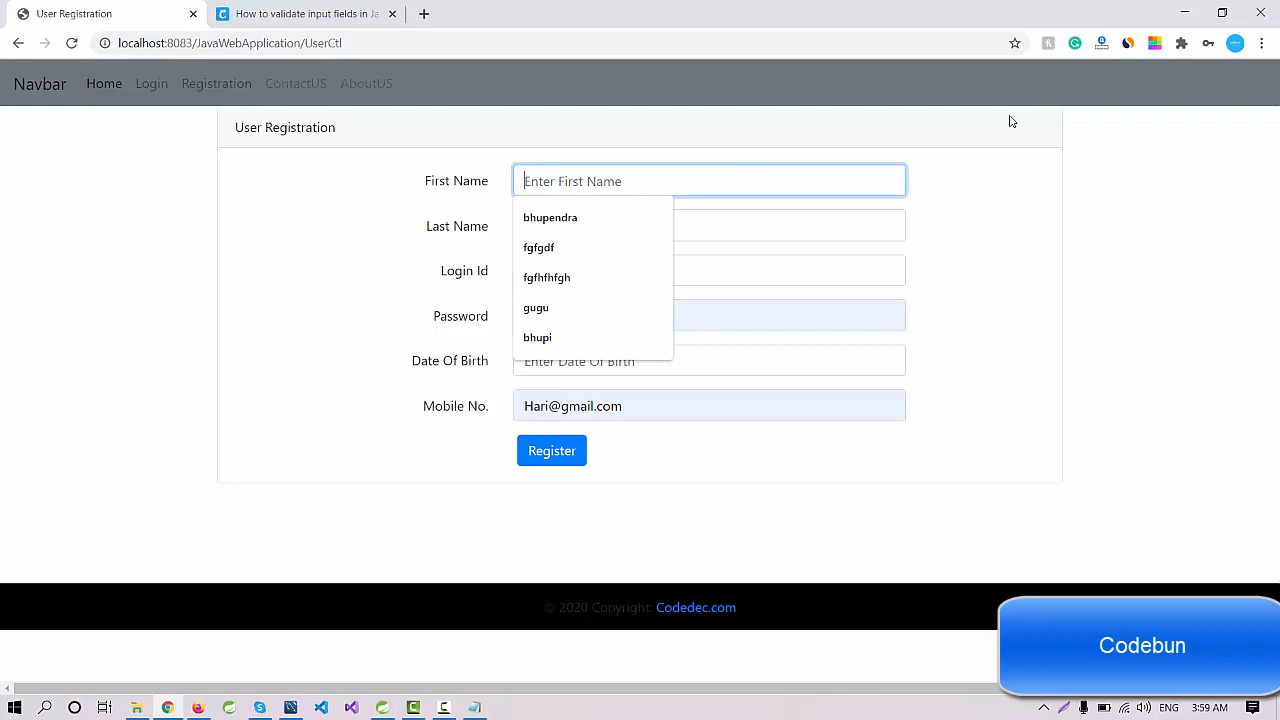 User Registration
How to validate input fields in Ja
localhost:8083/JavaWebApplication/UserCtl
Navbar Home Login Registration ContactUS AboutUS
User Registration
First Name
Enter First Name
bhupendra
fgfgdf
fgfhfhfgh
gugu
bhupi
Last Name
Login Id
Password
Date Of Birth
Enter Date Of Birth
Mobile No.
Hari@gmail.com
Register
© 2020 Copyright: Codedec.com
Codebun
ENG
3:59 AM